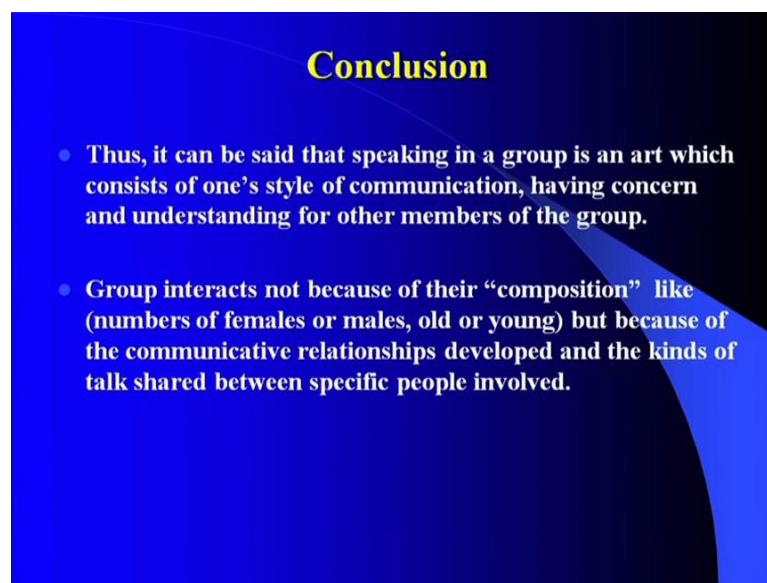 Conclusion
Thus, it can be said that speaking in a group is an art which
consists of one’s style of communication, having concern
and understanding for other members of the group.
Group interacts not because of their “composition” like
(numbers of females or males, old or young) but because of
the communicative relationships developed and the kinds of
talk shared between specific people involved.